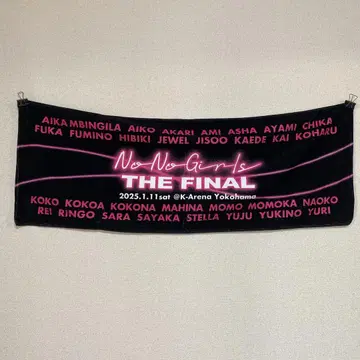 AIKA MBINGILA AIKO AKARI AMI ASHA AYAMI CHIKA
FUKA FUMINO HIBIKI JEWEL JISOO KAEDE KAI KOHARU
No No Girls
THE FINAL
2025.1.11sat @K-Arena Yokohama
KOKO KOKOA KOKONA MAHINA MOMO MOMOKA NAOKO
REI RINGO SARA SAYAKA STELLA YUJU YUKINO YURI